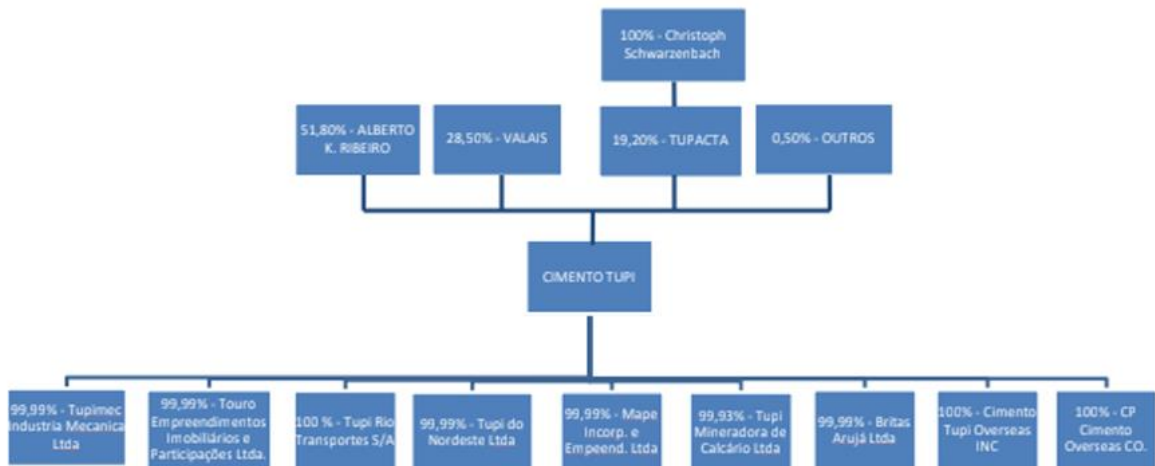 100% - Christoph
Schwarzenbach
51,80% - ALBERTO
K. RIBEIRO
28,50% - VALAIS
19,20% - TUPACTA
0,50% - OUTROS
CIMENTO TUPI
99,99% - Tupimec
Industria Mecanica
Ltda
99,99% - Touro
Empreendimentos
Imobiliários e
Participações Ltda.
100 % - Tupi Rio
Transportes S/A
99,99% - Tupi do
Nordeste Ltda
99,99% - Mape
Incorp. e
Empeend. Ltda
99,93% - Tupi
Mineradora de
Calcário Ltda
99,99% - Britas
Arujá Ltda
100% - Cimento
Tupi Overseas
INC
100% - CP
Cimento
Overseas CO.